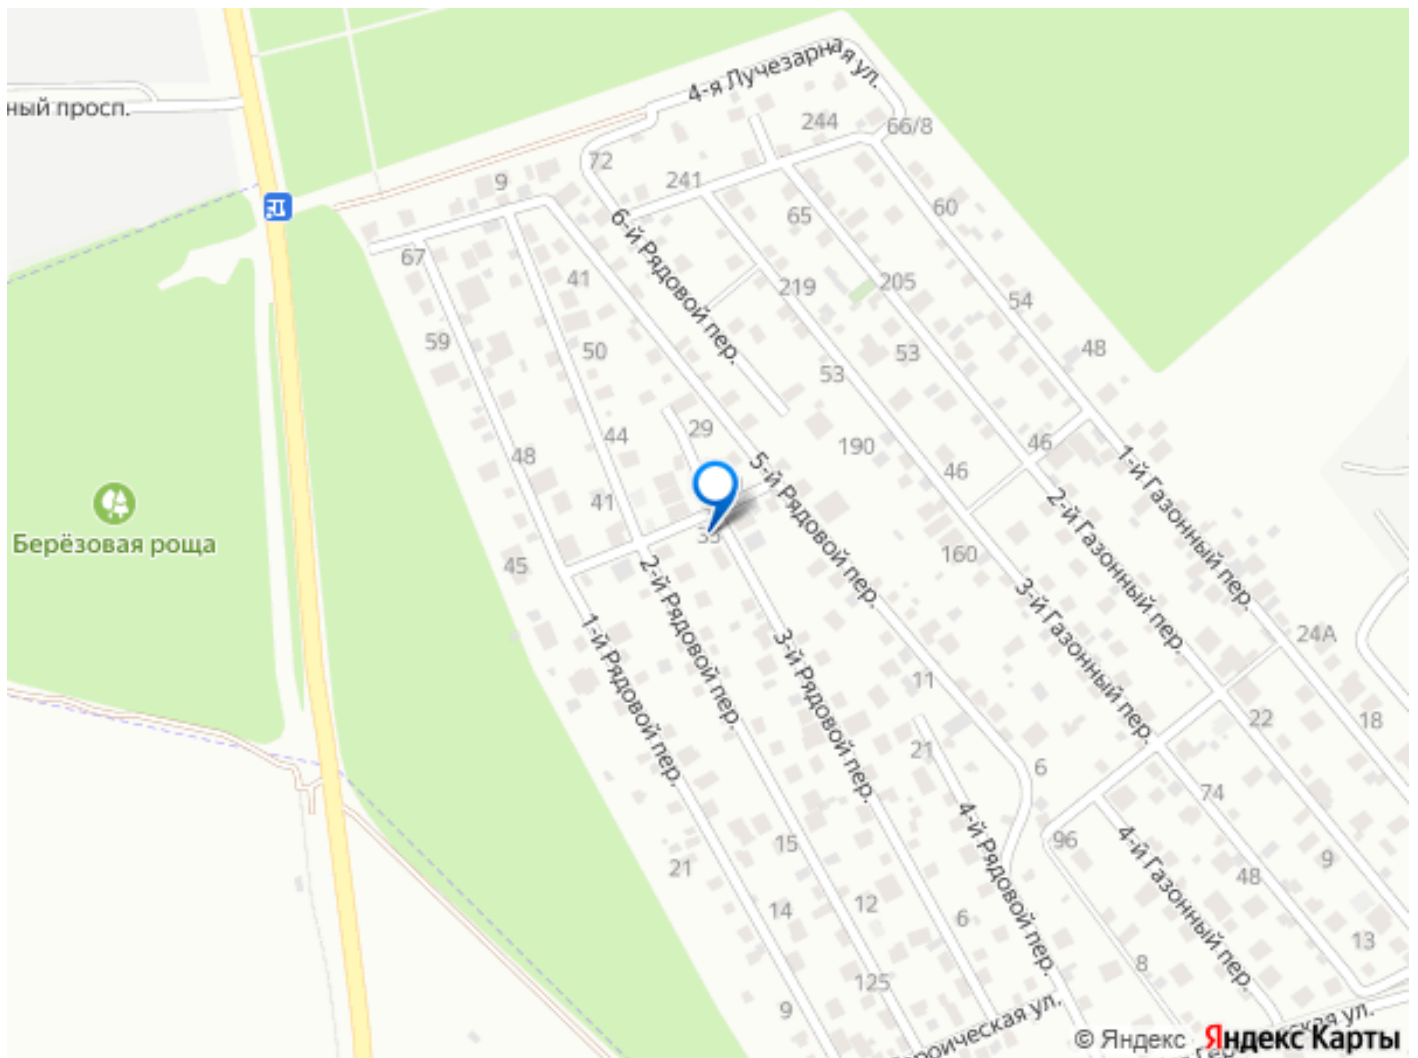 4-я Лучезарная ул.
ный просп.
244
66/8
72
9
241
60
65
6-й Рядовой пер.
67
41
219
205
54
59
50
53
48
53
29
44
190
46
46
48
1-й Газонный пер.
5-й Рядовой пер.
2-й Газонный пер.
41
Берёзовая роща
160
45
2-й Рядовой пер.
3-й Газонный пер.
1-й Рядовой пер.
3-й Рядовой пер.
24А
11
22
18
21
6
74
4-й Рядовой пер.
4-й Газонный пер.
96
15
9
21
48
14
12
6
13
8
125
9
роическая ул.
ская ул.
© Яндекс Яндекс Карты